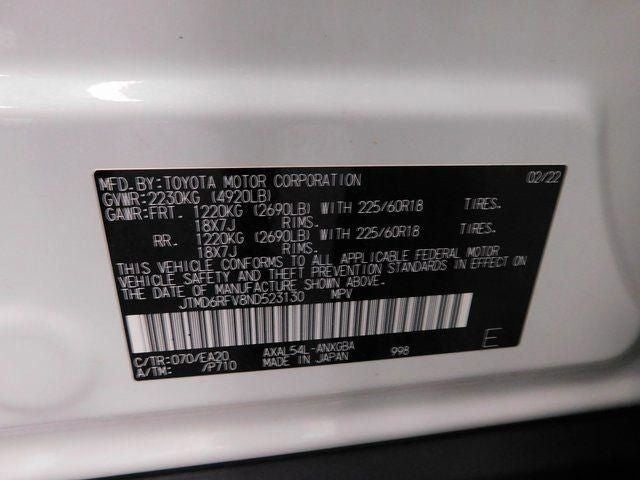 MFD. BY: TOYOTA MOTOR CORPORATION 02/22
GVWR: 2230KG (4920LB)
GAWR: FRT. 1220KG (2690LB) WITH 225/60R18 TIRES.
18X7J RIMS.
RR. 1220KG (2690LB) WITH 225/60R18 TIRES.
18X7J RIMS.
THIS VEHICLE CONFORMS TO ALL APPLICABLE FEDERAL MOTOR
VEHICLE SAFETY AND THEFT PREVENTION STANDARDS IN EFFECT ON
THE DATE OF MANUFACTURE SHOWN ABOVE.
JTMD6RFV8ND523130 MPV
C/TR: 070/EA20 AXAL54L-ANXGBA 998 E
A/TM: /P710 MADE IN JAPAN